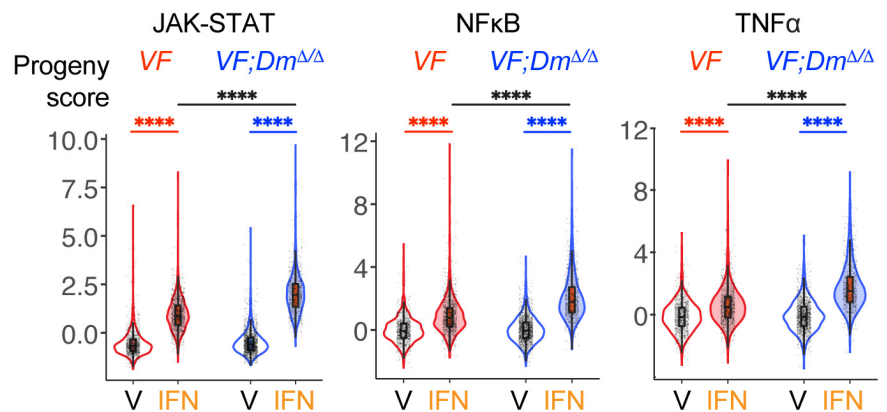 JAK-STAT NFκB TNFα
VF VF;Dm^Δ/Δ VF VF;Dm^Δ/Δ VF VF;Dm^Δ/Δ
Progeny
score
**** **** ****
**** **** **** **** **** ****
10.0
7.5
5.0
2.5
0.0
12
8
4
0
12
8
4
0
V IFN V IFN V IFN V IFN V IFN V IFN